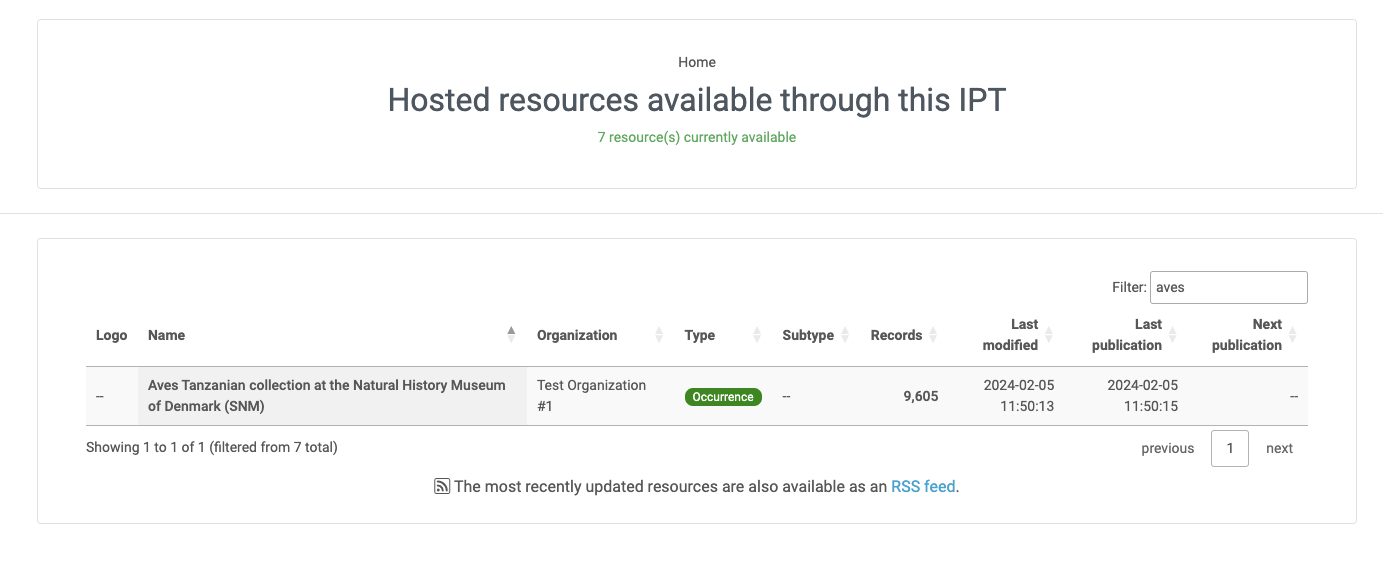 Home
Hosted resources available through this IPT
7 resource(s) currently available
Filter: aves
Logo Name Organization Type Subtype Records Last modified Last publication Next publication
-- Aves Tanzanian collection at the Natural History Museum of Denmark (SNM) Test Organization #1 Occurrence -- 9,605 2024-02-05 11:50:13 2024-02-05 11:50:15 --
Showing 1 to 1 of 1 (filtered from 7 total) previous 1 next
The most recently updated resources are also available as an RSS feed.